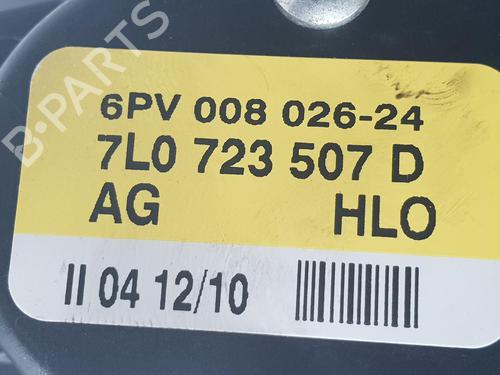 B-PARTS
6PV 008 026-24
7L0 723 507 D
AG HLO
II 04 12/10